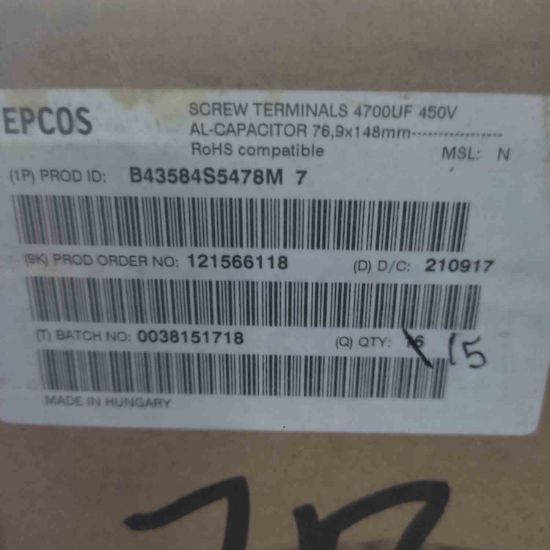 EPCOS
SCREW TERMINALS 4700UF 450V
AL-CAPACITOR 76,9x148mm-----------------
RoHS compatible MSL: N
(1P) PROD ID: B43584S5478M 7
(9K) PROD ORDER NO: 121566118 (D) D/C: 210917
(T) BATCH NO: 0038151718 (Q) QTY: 16 15
MADE IN HUNGARY